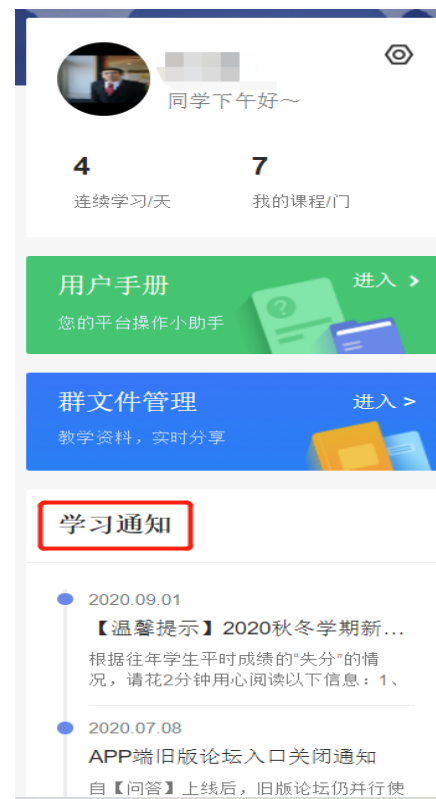 同学下午好～
4
7
连续学习/天
我的课程/门
用户手册
进入 >
您的平台操作小助手
群文件管理
进入 >
教学资料，实时分享
学习通知
2020.09.01
【温馨提示】2020秋冬学期新...
根据往年学生平时成绩的“失分”的情
况，请花2分钟用心阅读以下信息：1、
2020.07.08
APP端旧版论坛入口关闭通知
自【问答】上线后，旧版论坛仍并行使